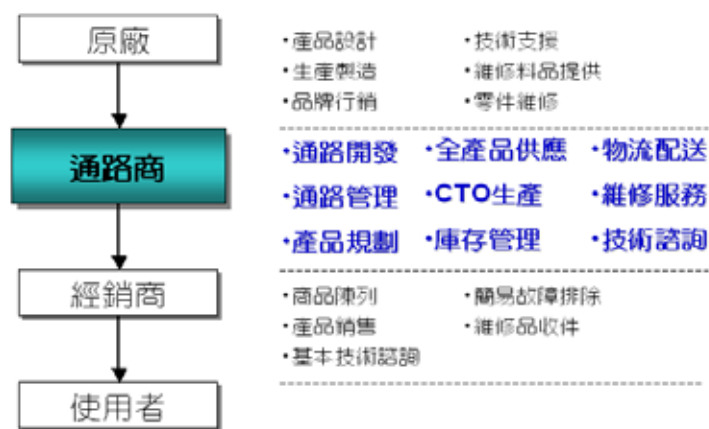 原廠
・產品設計 ・技術支援
・生產製造 ・維修料品提供
・品牌行銷 ・零件維修
通路商
・通路開發 ・全產品供應 ・物流配送
・通路管理 ・CTO生產 ・維修服務
・產品規劃 ・庫存管理 ・技術諮詢
經銷商
・商品陳列 ・簡易故障排除
・產品銷售 ・維修品收件
・基本技術諮詢
使用者